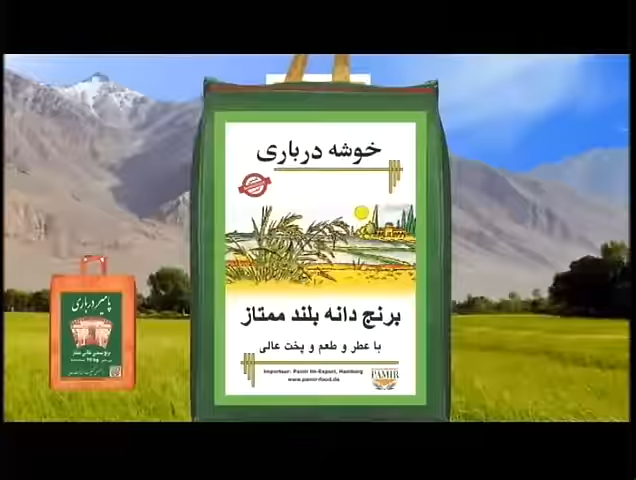 خوشه درباری
برنج دانه بلند ممتاز
با عطر و طعم و پخت عالی
Importeur: Pamir Im-Export, Hamburg
www.pamir-food.de
PAMIR
پامیر درباری